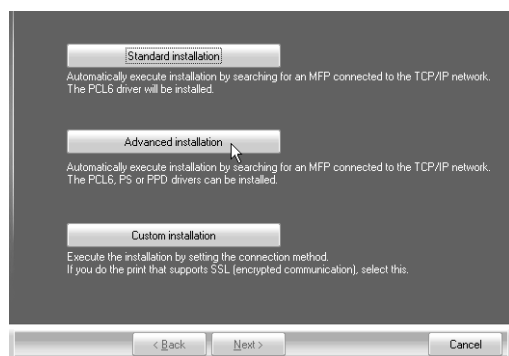 Standard installation
Automatically execute installation by searching for an MFP connected to the TCP/IP network.
The PCL6 driver will be installed.
Advanced installation
Automatically execute installation by searching for an MFP connected to the TCP/IP network.
The PCL6, PS or PPD drivers can be installed.
Custom installation
Execute the installation by setting the connection method.
If you do the print that supports SSL (encrypted communication), select this.
< Back Next > Cancel